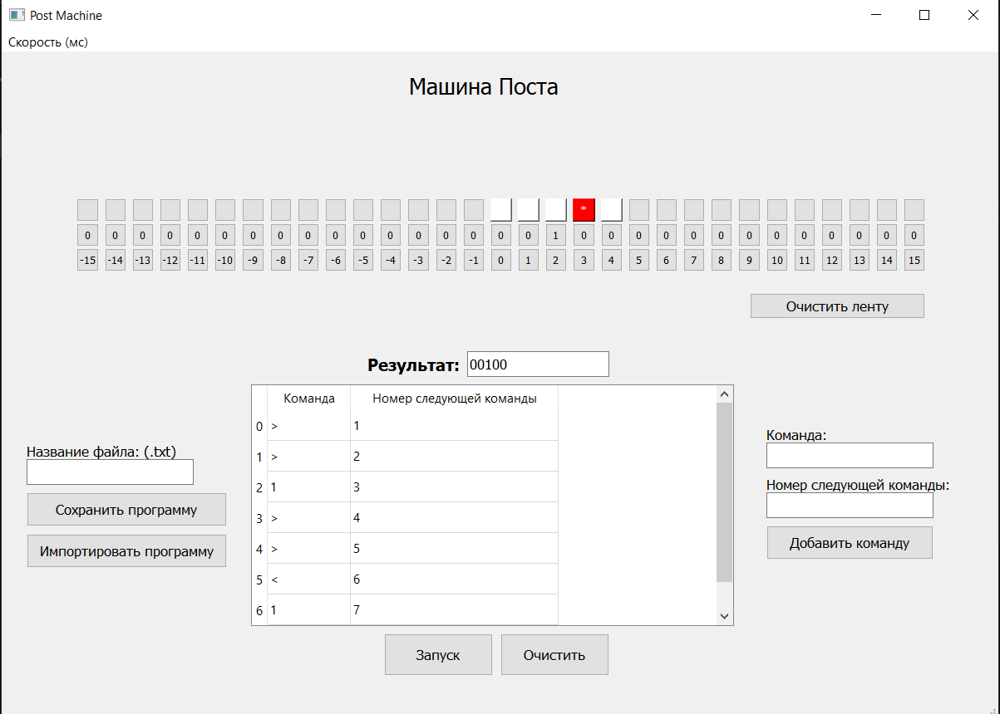 Post Machine
Скорость (мс)
Машина Поста
*
0 0 0 0 0 0 0 0 0 0 0 0 0 0 0 0 0 1 0 0 0 0 0 0 0 0 0 0 0 0 0
-15 -14 -13 -12 -11 -10 -9 -8 -7 -6 -5 -4 -3 -2 -1 0 1 2 3 4 5 6 7 8 9 10 11 12 13 14 15
Очистить ленту
Результат: 00100
Команда Номер следующей команды
0 > 1
1 > 2
2 1 3
3 > 4
4 > 5
5 < 6
6 1 7
Название файла: (.txt)
Сохранить программу
Импортировать программу
Команда:
Номер следующей команды:
Добавить команду
Запуск Очистить